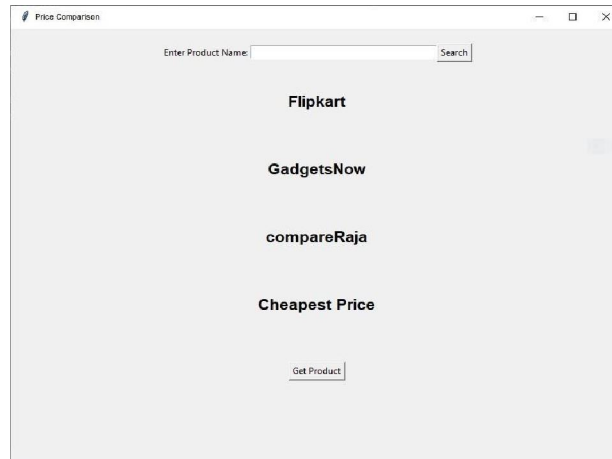 Price Comparison
Enter Product Name: Search
Flipkart
GadgetsNow
compareRaja
Cheapest Price
Get Product